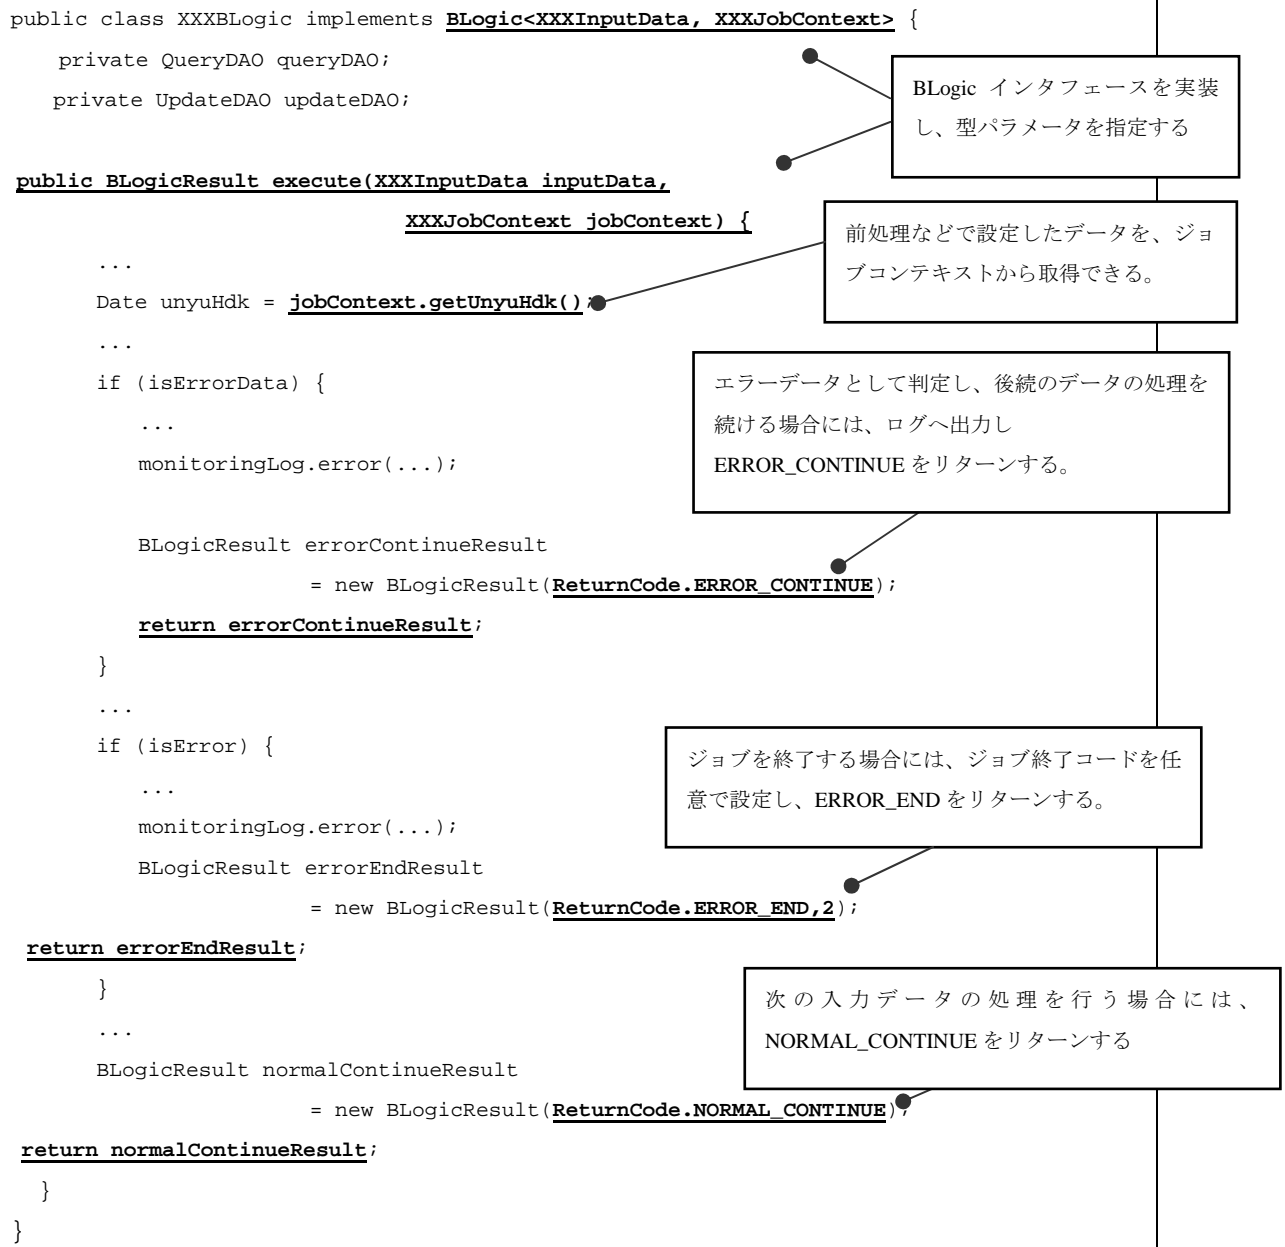 public class XXXBLogic implements BLogic<XXXInputData, XXXJobContext> {
private QueryDAO queryDAO;
private UpdateDAO updateDAO;
BLogic インタフェースを実装
し、型パラメータを指定する
public BLogicResult execute(XXXInputData inputData,
XXXJobContext jobContext) {
前処理などで設定したデータを、ジョ
ブコンテキストから取得できる。
...
Date unyuHdk = jobContext.getUnyuHdk();
...
if (isErrorData) {
エラーデータとして判定し、後続のデータの処理を
続ける場合には、ログへ出力し
ERROR_CONTINUE をリターンする。
...
monitoringLog.error(...);
BLogicResult errorContinueResult
= new BLogicResult(ReturnCode.ERROR_CONTINUE);
return errorContinueResult;
}
...
if (isError) {
ジョブを終了する場合には、ジョブ終了コードを任
意で設定し、ERROR_END をリターンする。
...
monitoringLog.error(...);
BLogicResult errorEndResult
= new BLogicResult(ReturnCode.ERROR_END,2);
return errorEndResult;
}
次の入力データの処理を行う場合には、
NORMAL_CONTINUE をリターンする
...
BLogicResult normalContinueResult
= new BLogicResult(ReturnCode.NORMAL_CONTINUE);
return normalContinueResult;
}
}